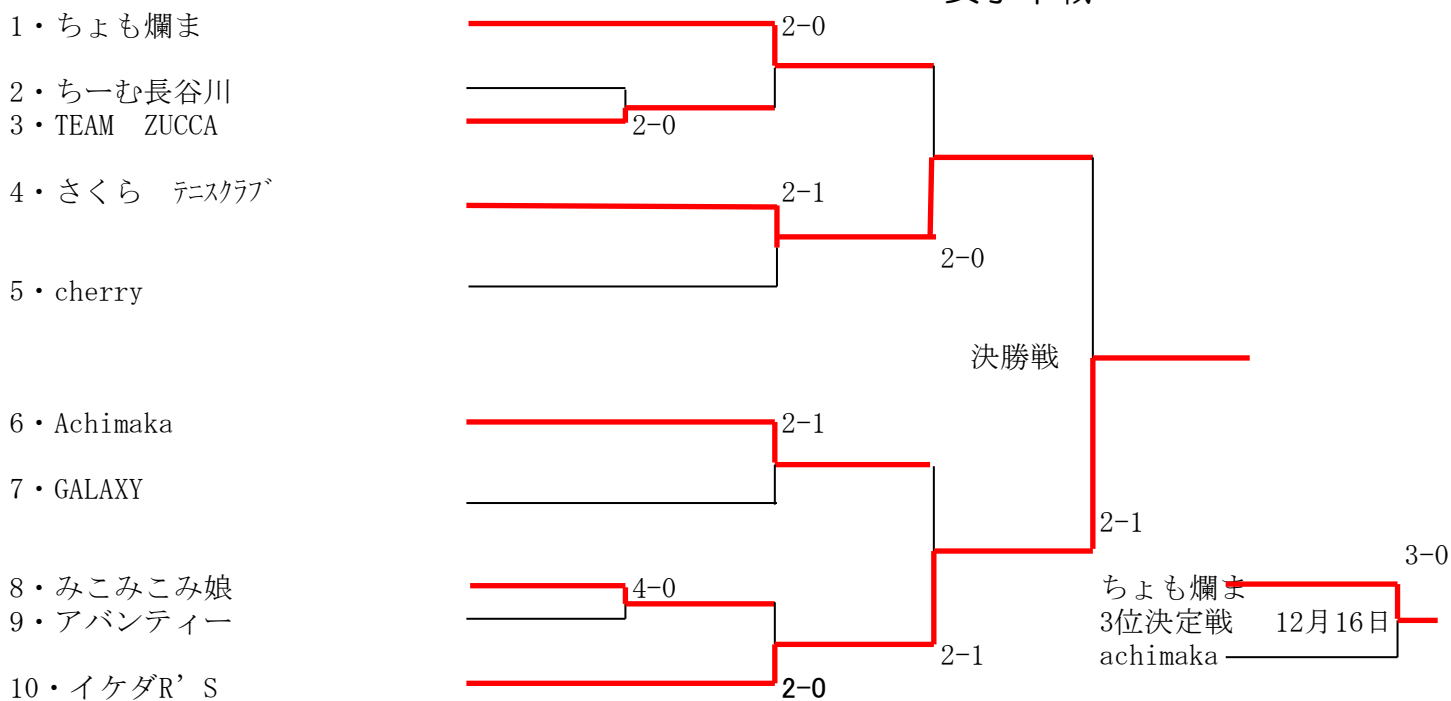 1・ちょも爛ま
2-0
2・ちーむ長谷川
3・TEAM ZUCCA
2-0
4・さくら ﾃﾆｽｸﾗﾌﾞ
2-1
2-0
5・cherry
決勝戦
6・Achimaka
2-1
7・GALAXY
2-1
3-0
8・みこみこみ娘
4-0
ちょも爛ま
9・アバンティー
3位決定戦 12月16日
2-1
achimaka
10・イケダR’S
2-0